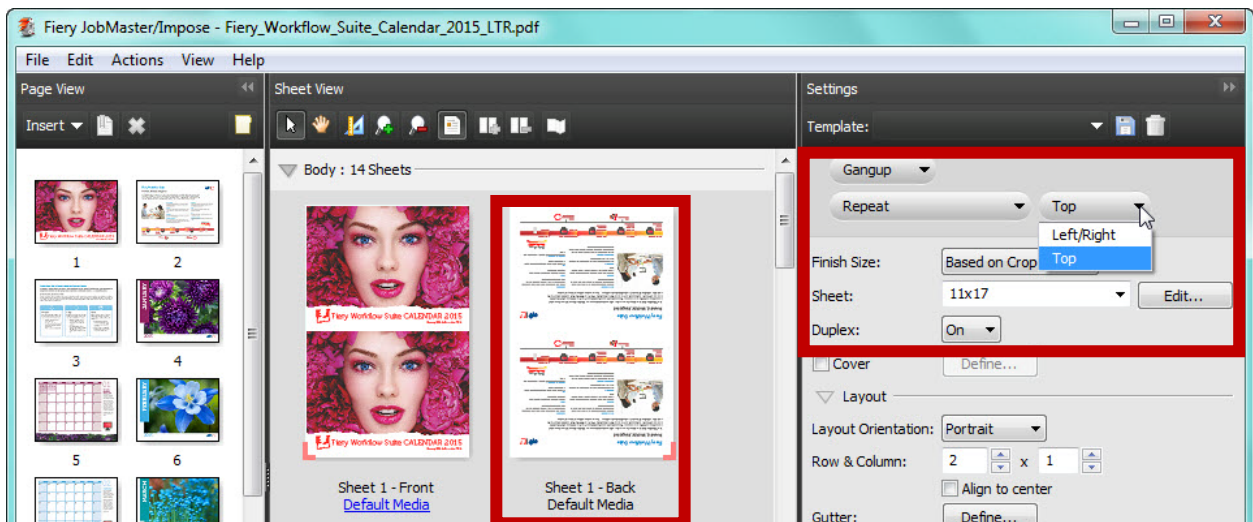 Fiery JobMaster/Impose - Fiery_Workflow_Suite_Calendar_2015_LTR.pdf
File Edit Actions View Help
Page View
Insert
1
2
3
4
5
6
Sheet View
Body : 14 Sheets
Fiery Workflow Suite CALENDAR 2015
Fiery Workflow Suite CALENDAR 2015
Sheet 1 - Front
Default Media
Sheet 1 - Back
Default Media
Settings
Template:
Gangup
Repeat
Top
Left/Right
Top
Finish Size:
Based on Crop
Sheet:
11x17
Edit...
Duplex:
On
Cover
Define...
Layout
Layout Orientation:
Portrait
Row & Column:
2 x 1
Align to center
Gutter:
Define...
JANUARY
FEBRUARY
MARCH